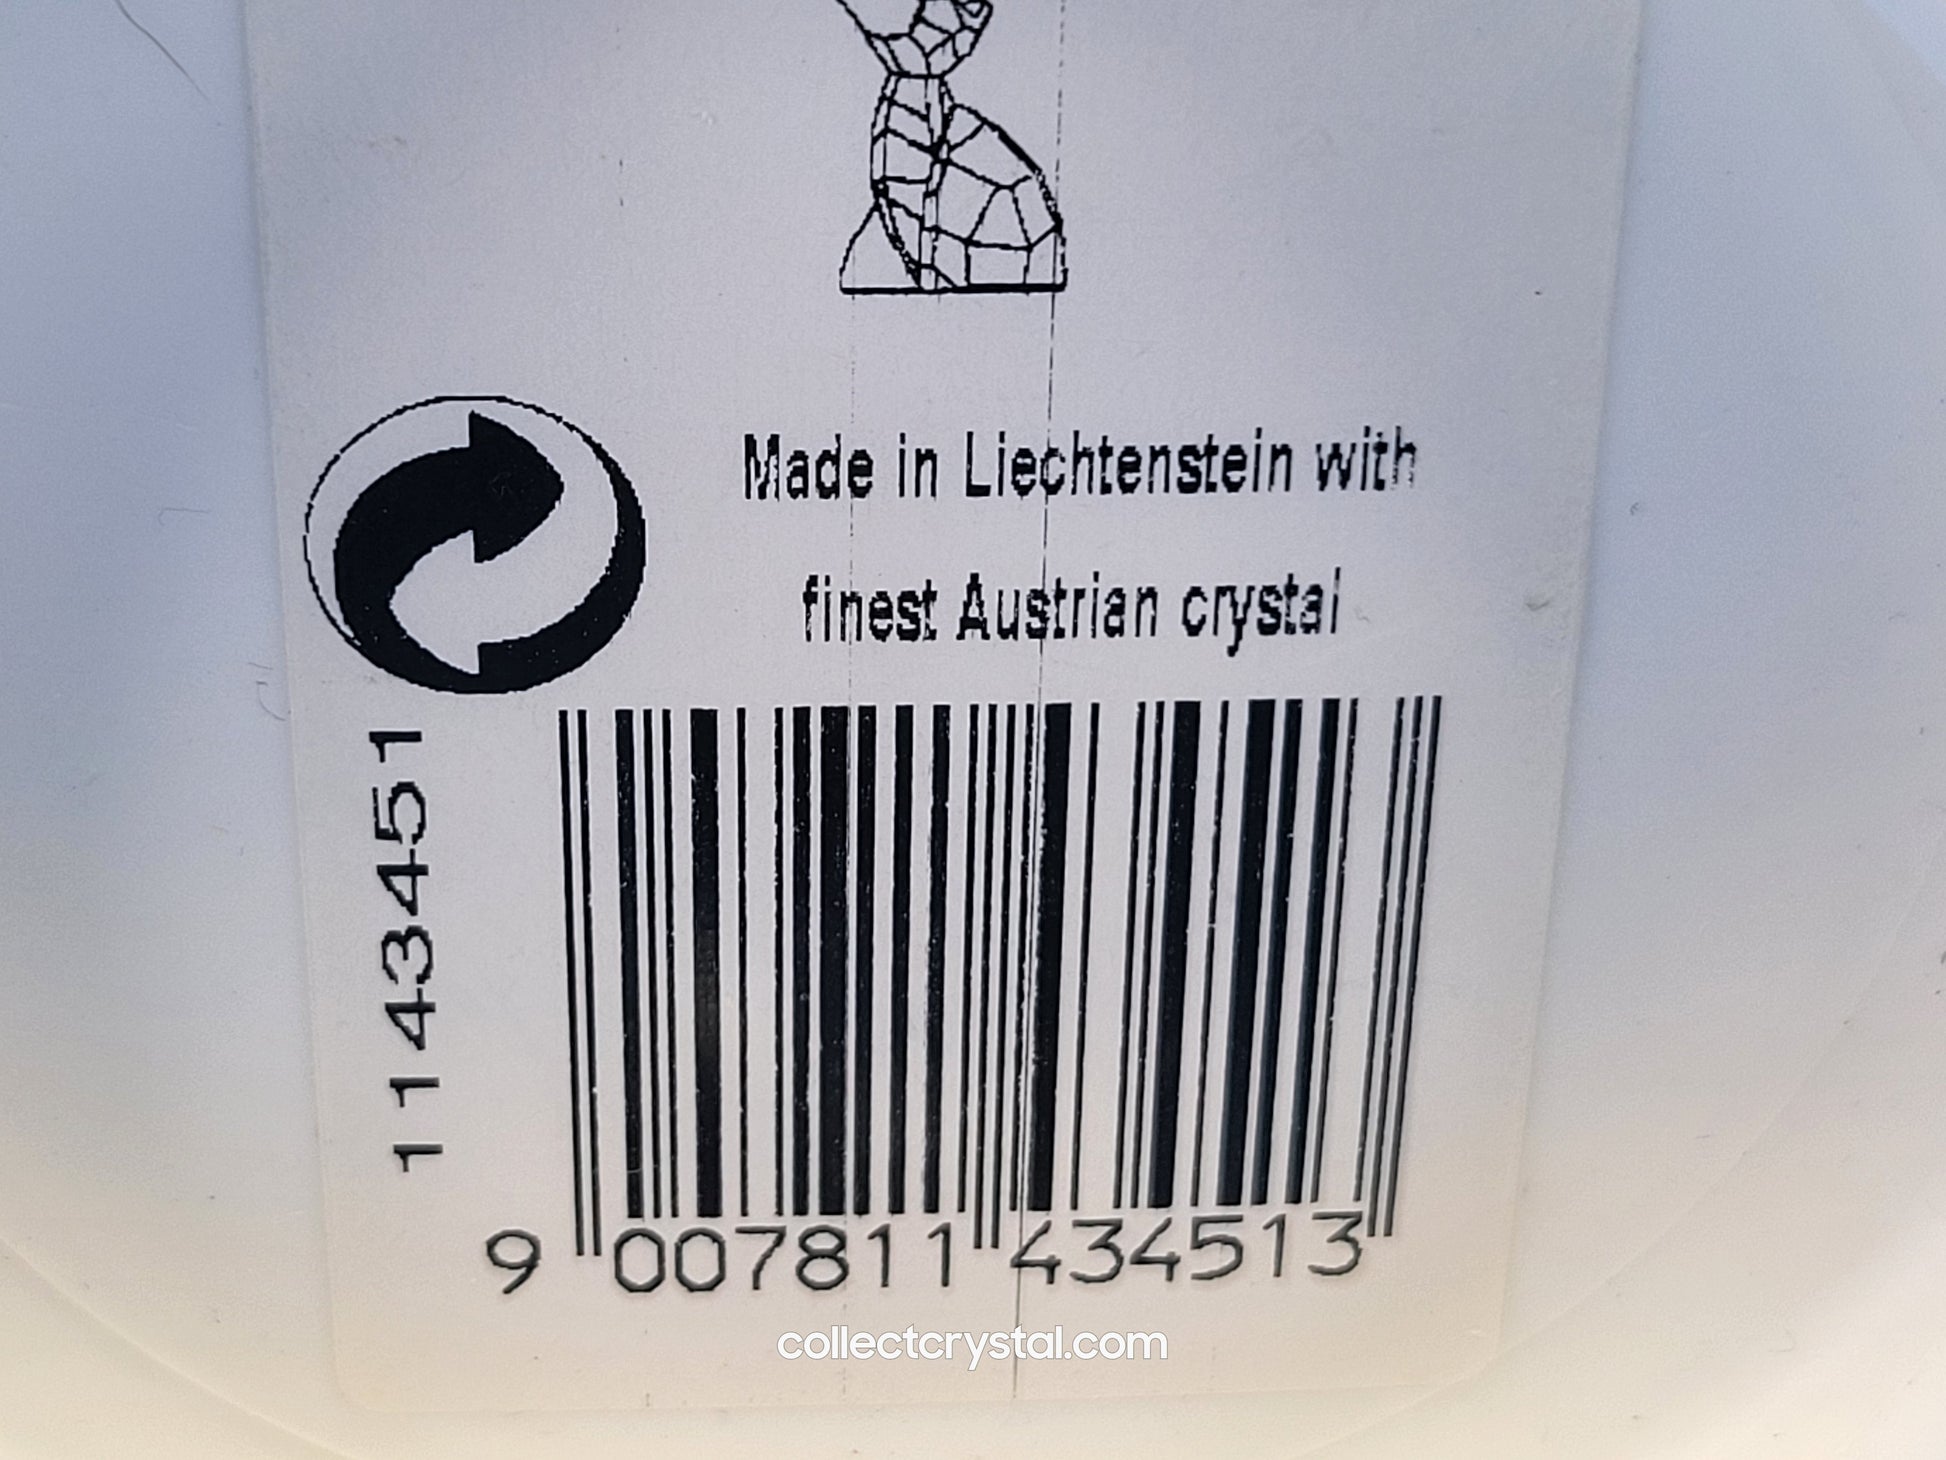 Made in Liechtenstein with
finest Austrian crystal
1143451
9 007811 434513
collectcrystal.com